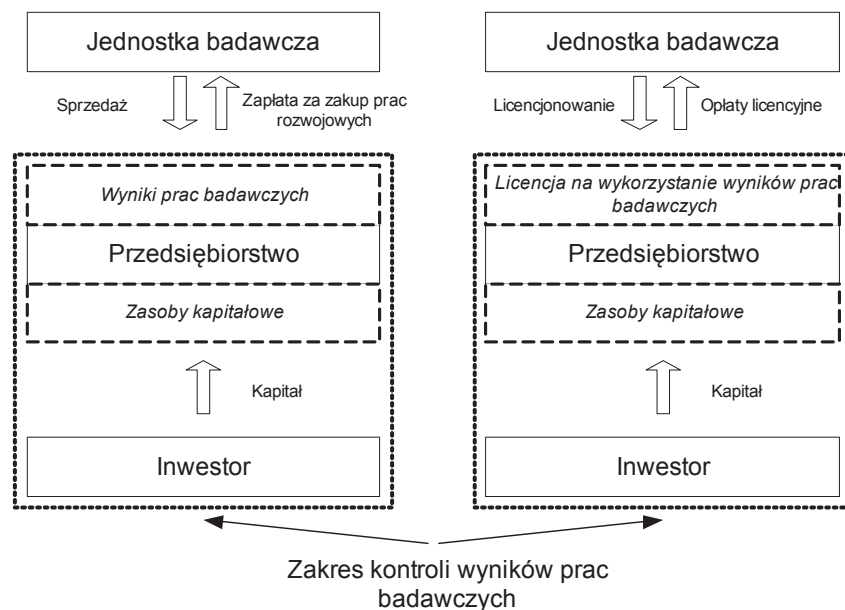 Jednostka badawcza
Sprzedaż
Zapłata za zakup prac
rozwojowych
Wyniki prac badawczych
Przedsiębiorstwo
Zasoby kapitałowe
Kapitał
Inwestor
Jednostka badawcza
Licencjonowanie
Opłaty licencyjne
Licencja na wykorzystanie wyników prac
badawczych
Przedsiębiorstwo
Zasoby kapitałowe
Kapitał
Inwestor
Zakres kontroli wyników prac
badawczych